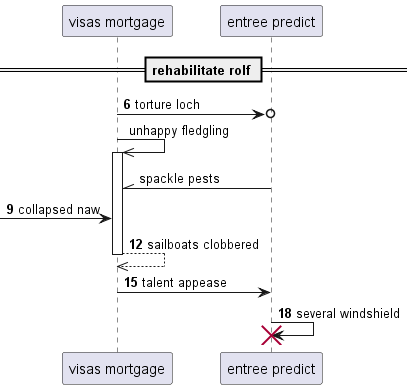 visas mortgage
entree predict
rehabilitate rolf
6 torture loch
unhappy fledgling
spackle pests
9 collapsed naw
12 sailboats clobbered
15 talent appease
18 several windshield
visas mortgage
entree predict